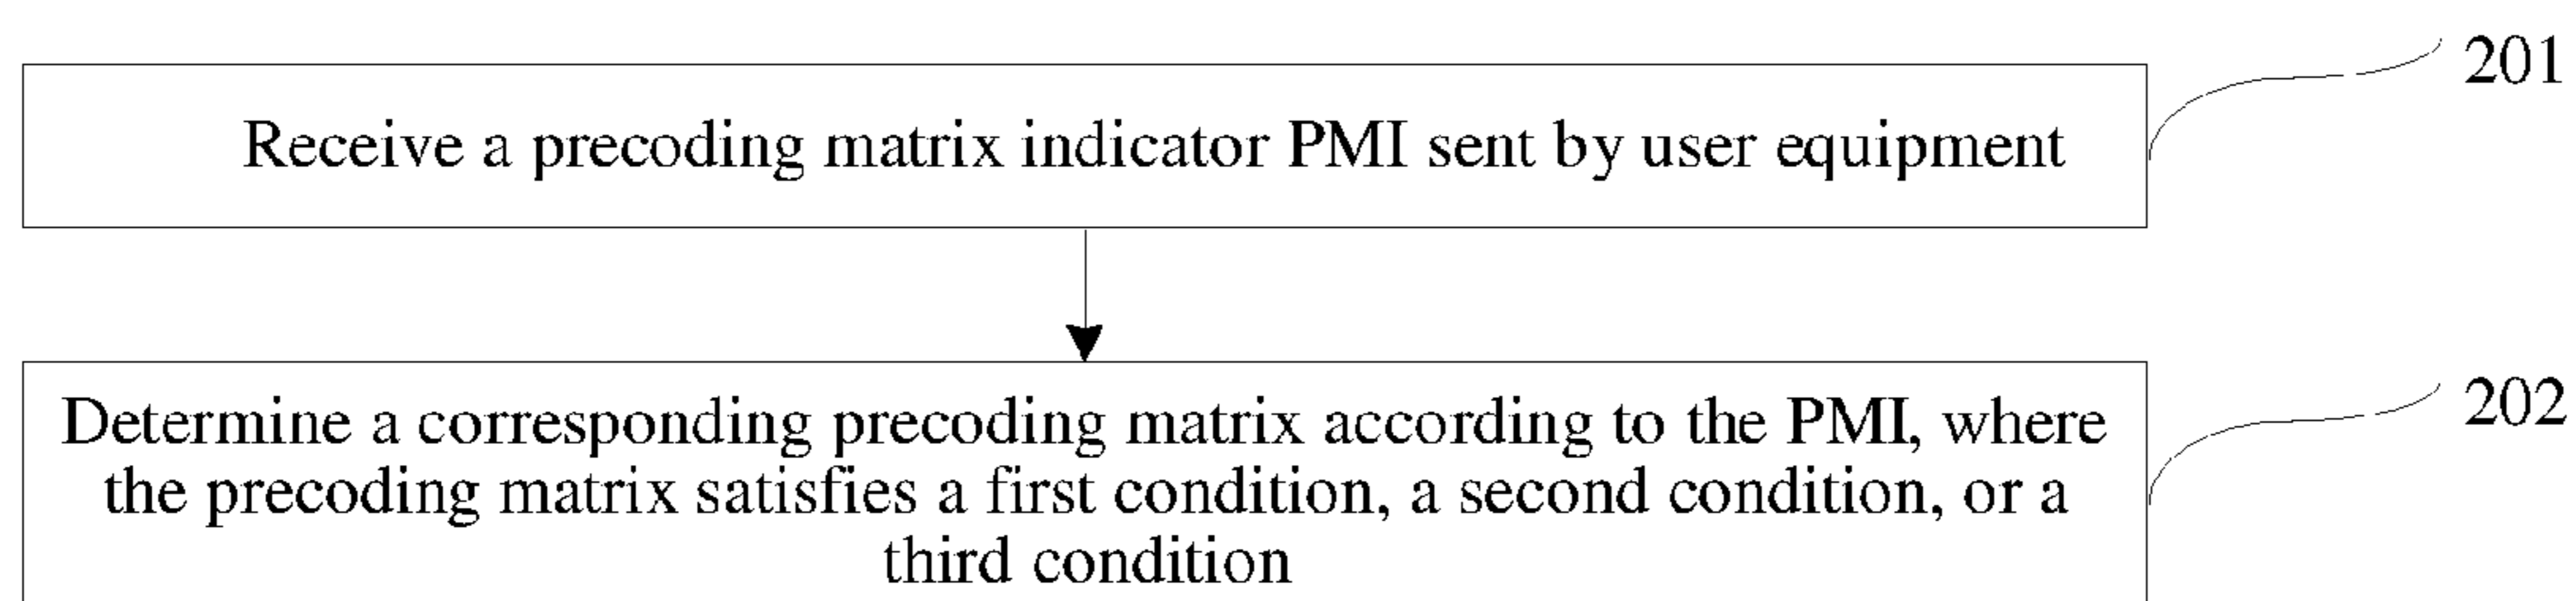 201
Receive a precoding matrix indicator PMI sent by user equipment
202
Determine a corresponding precoding matrix according to the PMI, where
the precoding matrix satisfies a first condition, a second condition, or a
third condition